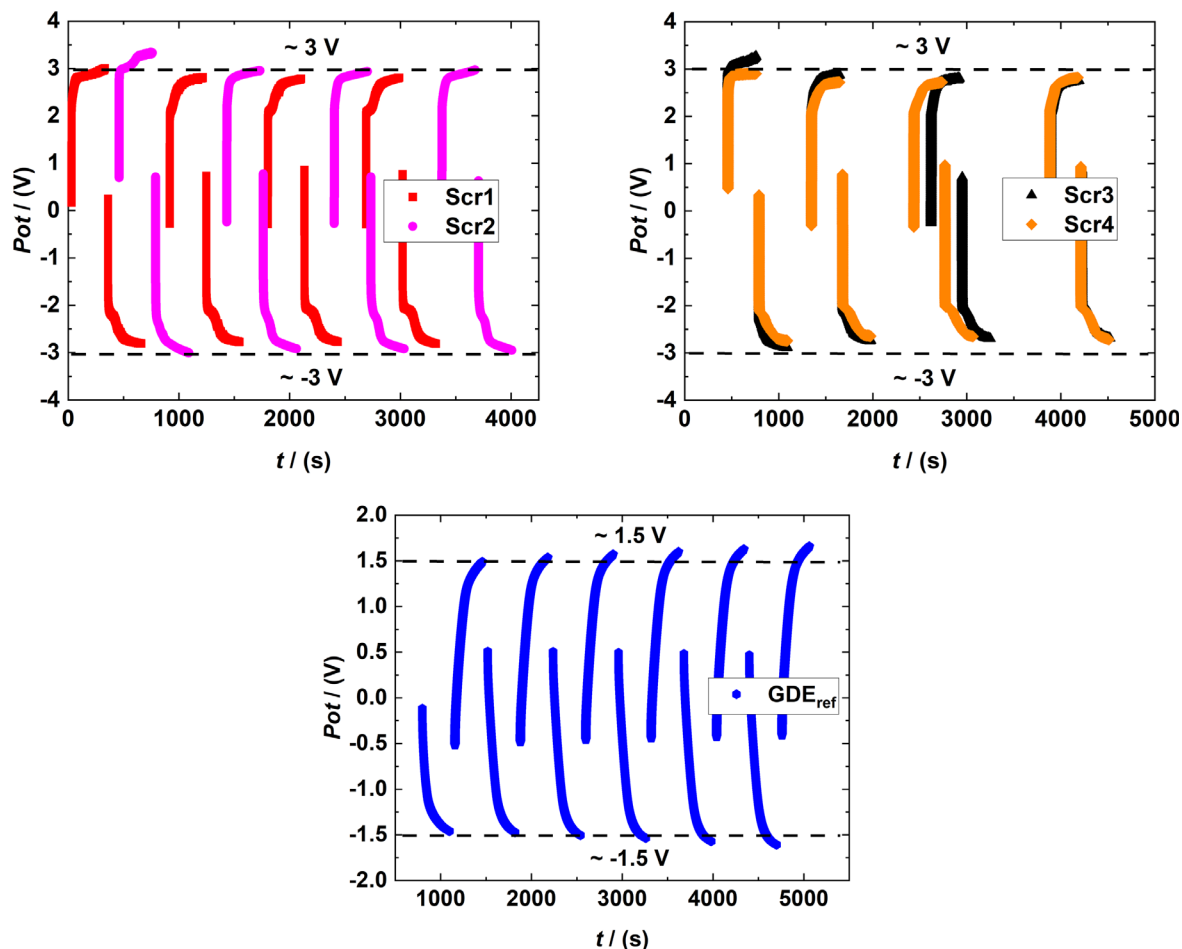 4
3
2
1
0
-1
-2
-3
-4
Pot / (V)
~ 3 V
~ -3 V
Scr1
Scr2
0 1000 2000 3000 4000
t / (s)
4
3
2
1
0
-1
-2
-3
-4
Pot / (V)
~ 3 V
~ -3 V
Scr3
Scr4
0 1000 2000 3000 4000 5000
t / (s)
2.0
1.5
1.0
0.5
0.0
-0.5
-1.0
-1.5
-2.0
Pot / (V)
~ 1.5 V
~ -1.5 V
GDEref
1000 2000 3000 4000 5000
t / (s)